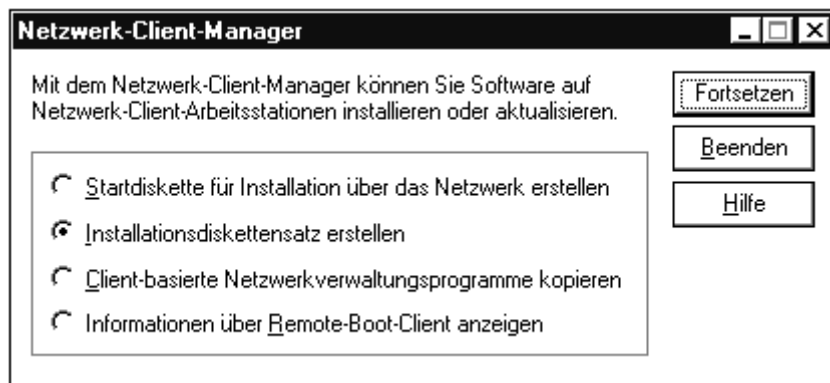 Netzwerk-Client-Manager
Mit dem Netzwerk-Client-Manager können Sie Software auf
Netzwerk-Client-Arbeitsstationen installieren oder aktualisieren.
Fortsetzen
Beenden
Hilfe
Startdiskette für Installation über das Netzwerk erstellen
Installationsdiskettensatz erstellen
Client-basierte Netzwerkverwaltungsprogramme kopieren
Informationen über Remote-Boot-Client anzeigen